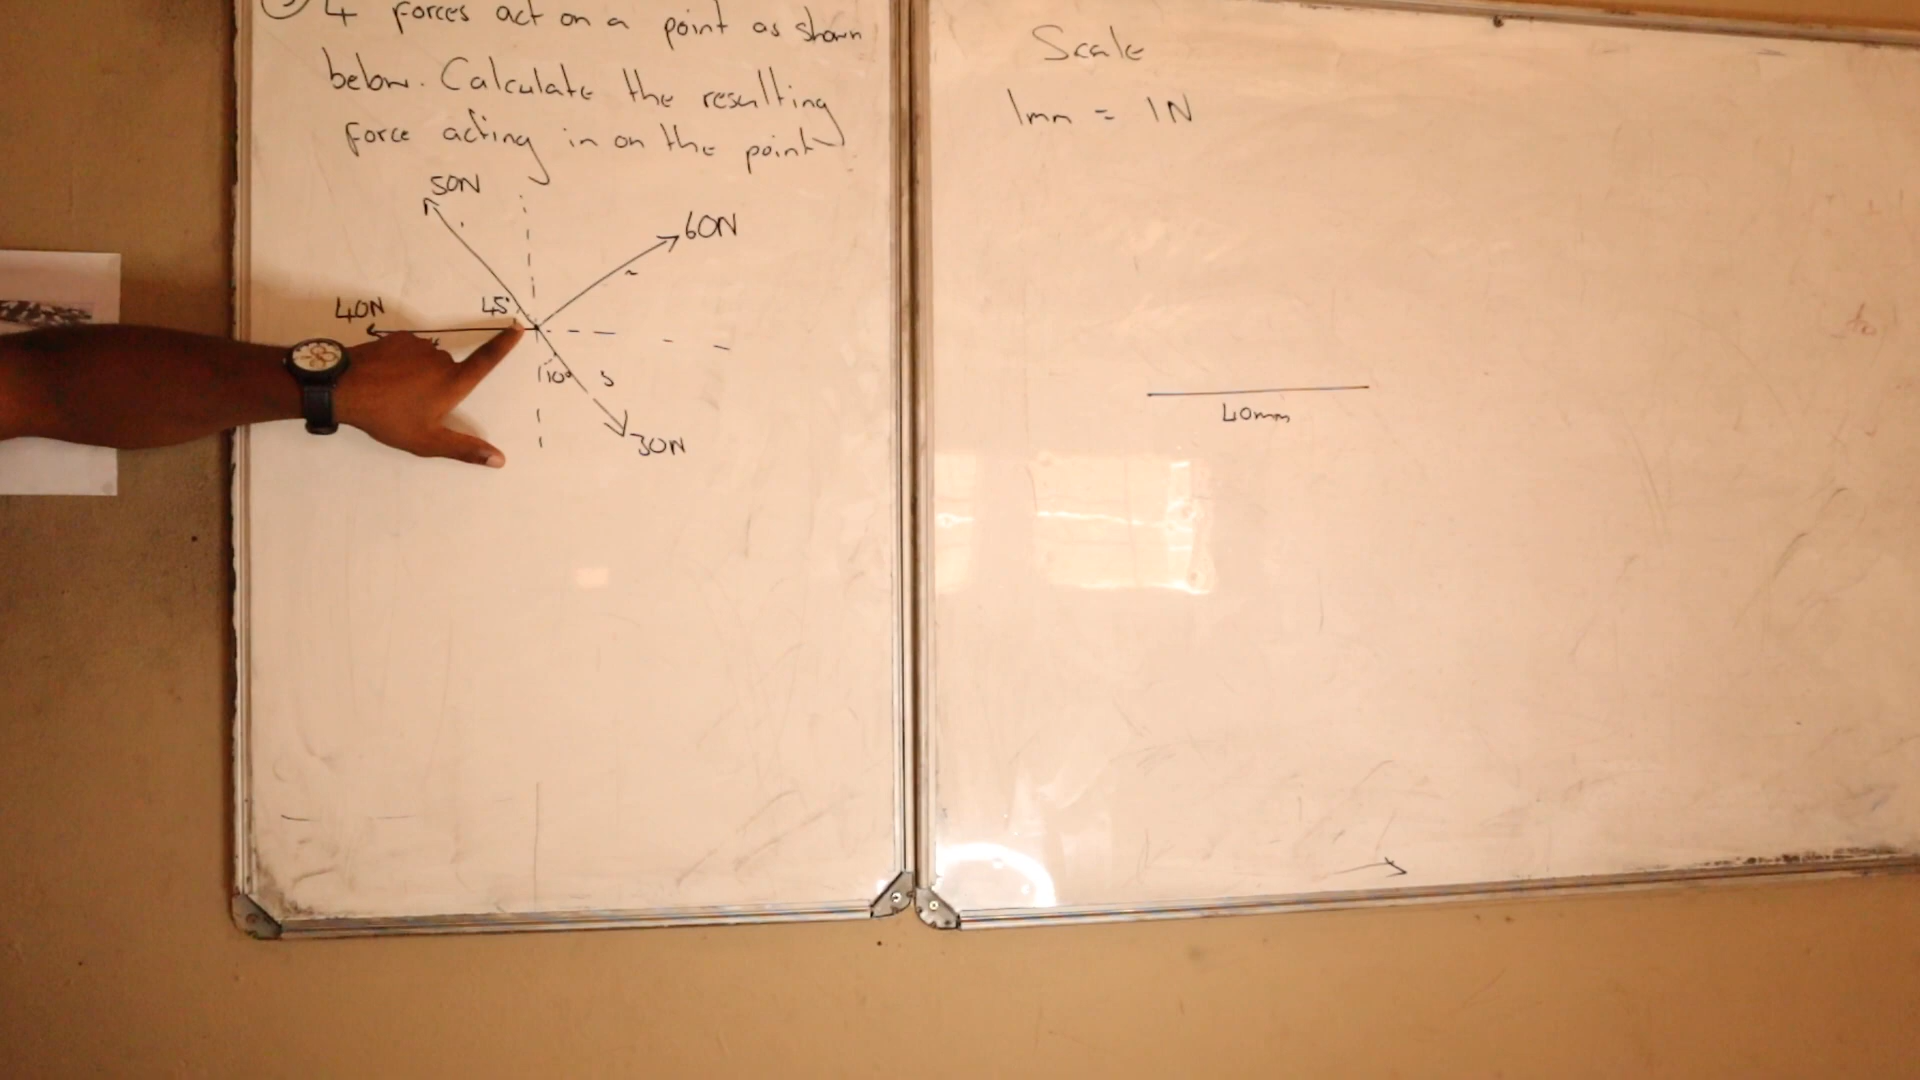 4 forces act on a point as shown
below. Calculate the resulting
force acting in on the point
50N
60N
40N
45°
10°
30N
Scale
1mm = 1N
40mm